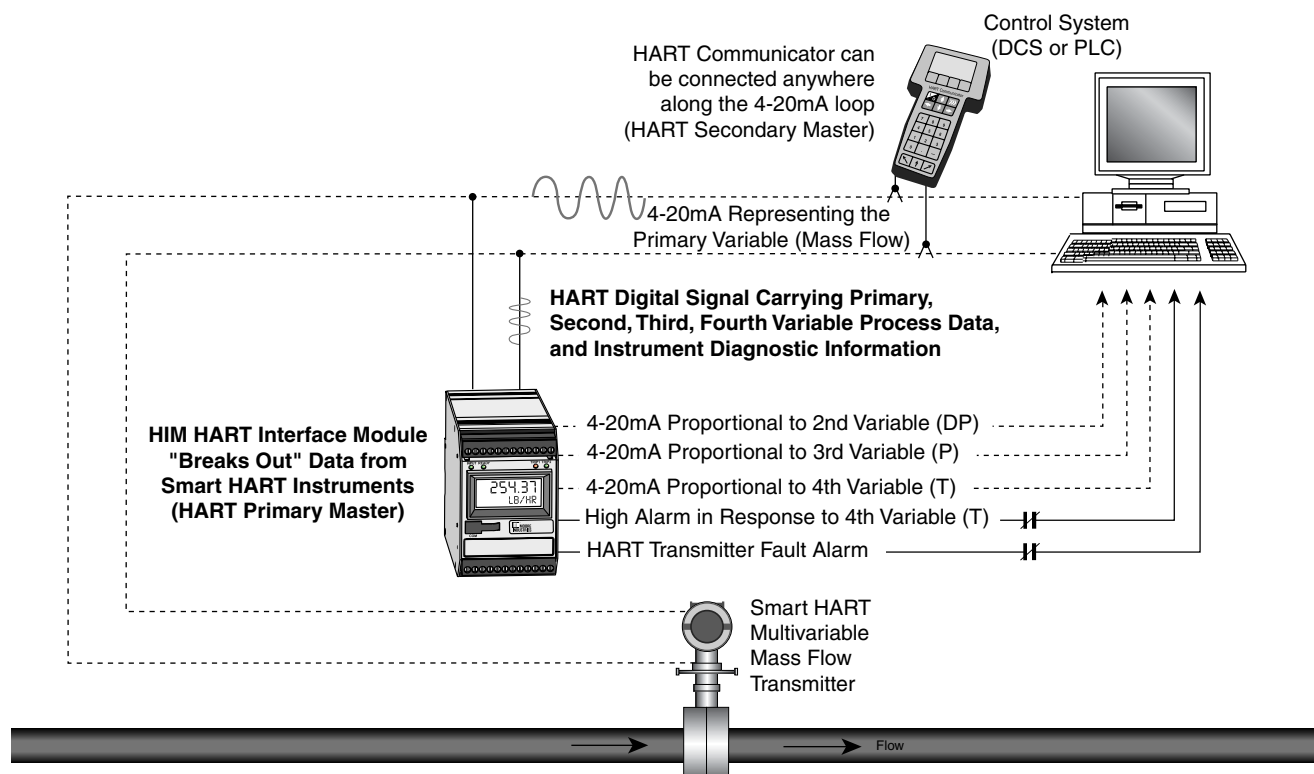 Control System
(DCS or PLC)
HART Communicator can
be connected anywhere
along the 4-20mA loop
(HART Secondary Master)
HART Communicator
4-20mA Representing the
Primary Variable (Mass Flow)
HART Digital Signal Carrying Primary,
Second, Third, Fourth Variable Process Data,
and Instrument Diagnostic Information
HIM HART Interface Module
"Breaks Out" Data from
Smart HART Instruments
(HART Primary Master)
254.37
LB/HR
COM
4-20mA Proportional to 2nd Variable (DP)
4-20mA Proportional to 3rd Variable (P)
4-20mA Proportional to 4th Variable (T)
High Alarm in Response to 4th Variable (T)
HART Transmitter Fault Alarm
Smart HART
Multivariable
Mass Flow
Transmitter
Flow